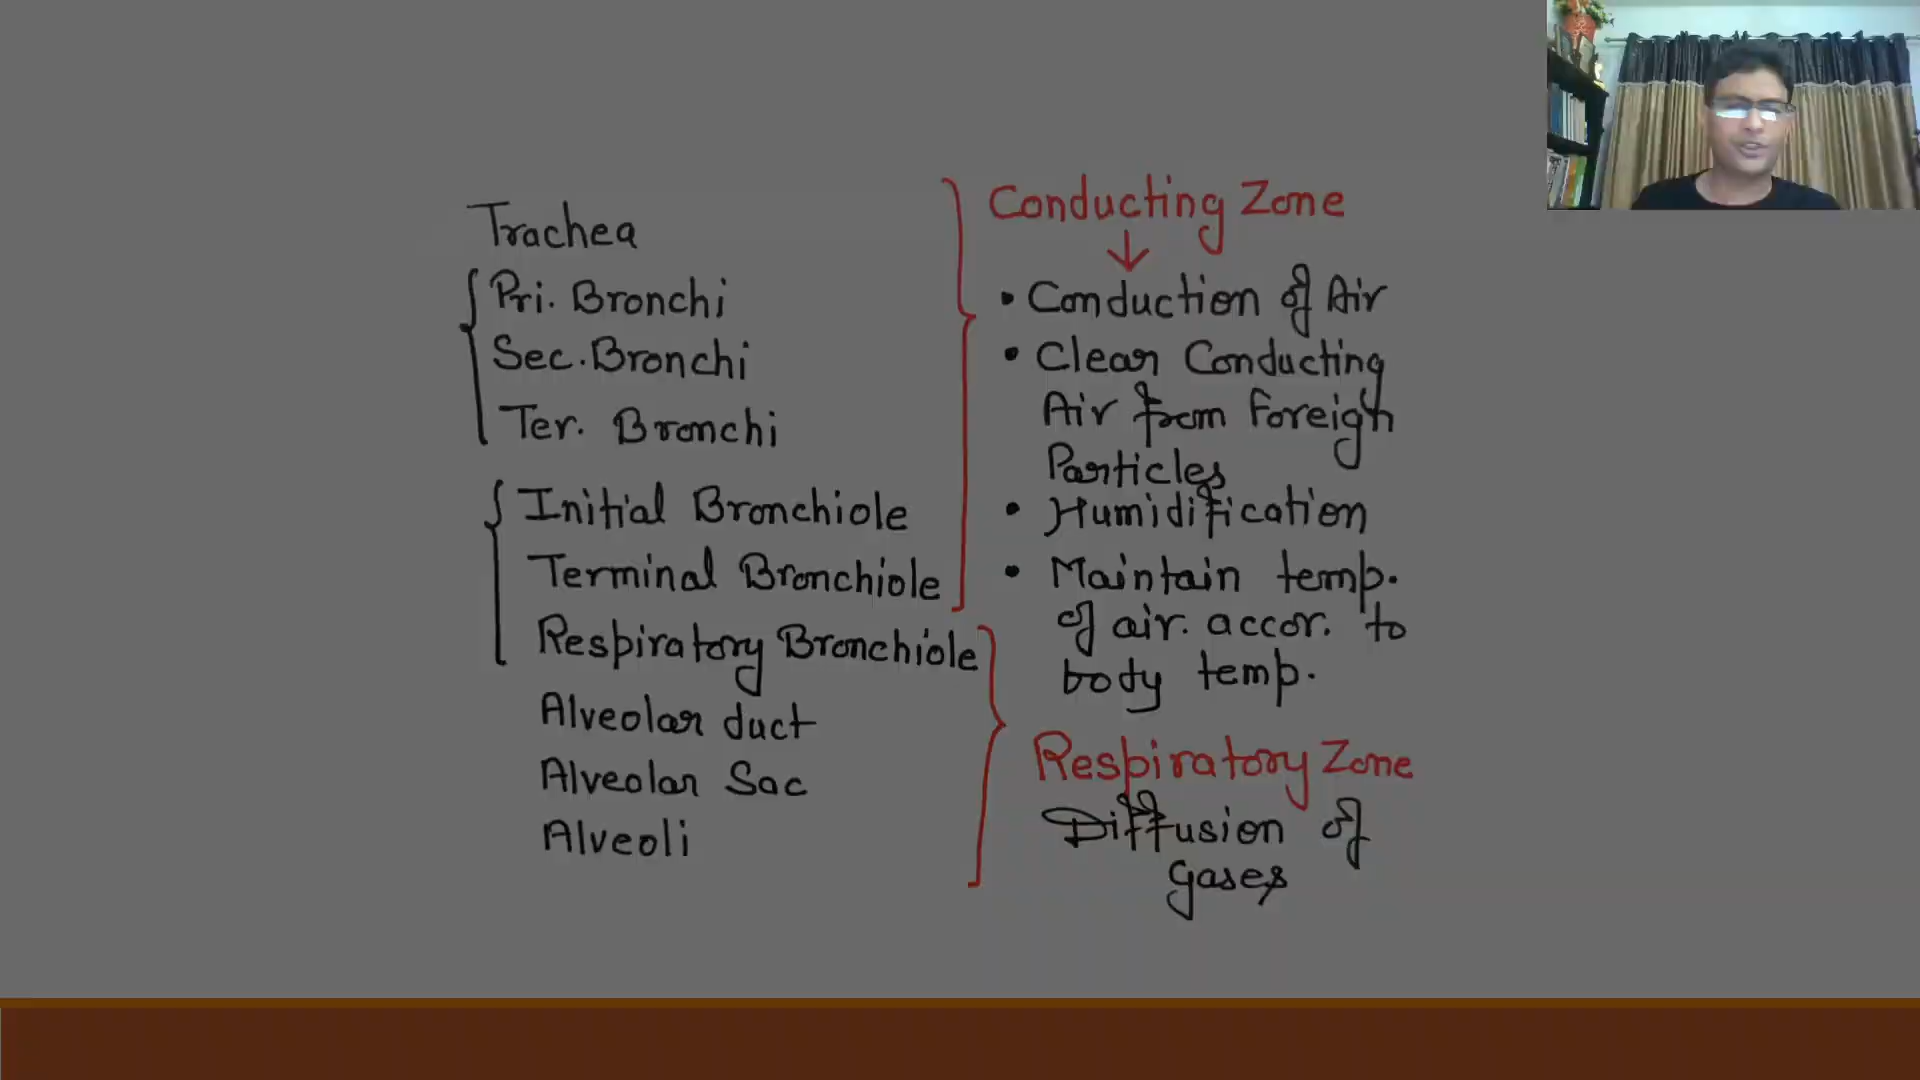 Trachea
Pri. Bronchi
Sec. Bronchi
Ter. Bronchi
Initial Bronchiole
Terminal Bronchiole
Respiratory Bronchiole
Alveolar duct
Alveolar Sac
Alveoli
Conducting Zone
• Conduction of Air
• Clear Conducting
Air from Foreign
Particles
• Humidification
• Maintain temp.
of air. accor. to
body temp.
Respiratory Zone
Diffusion of
Gases